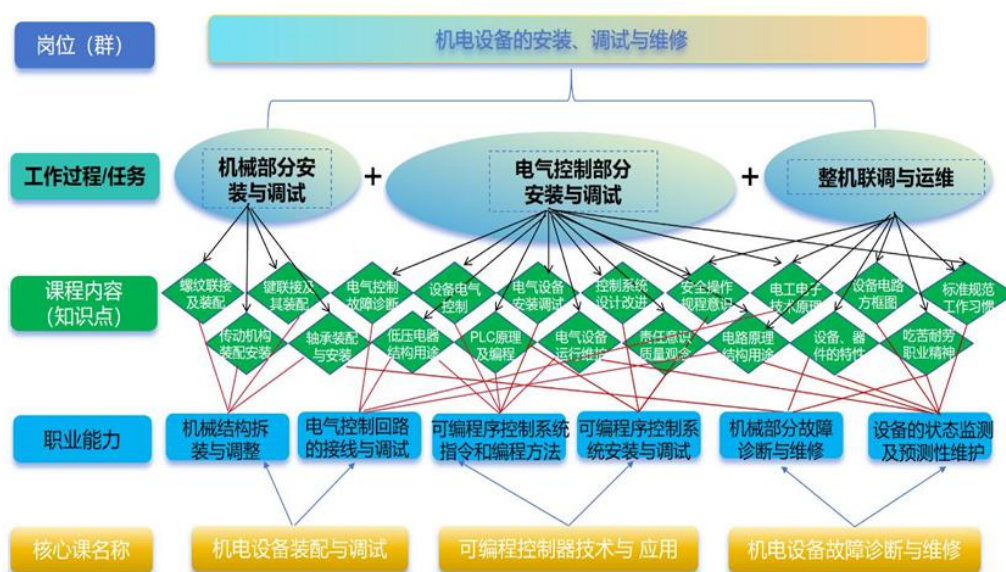 岗位（群）
机电设备的安装、调试与维修
工作过程/任务
机械部分安
装与调试
+
电气控制部分
安装与调试
+
整机联调与运维
课程内容
（知识点）
螺纹联接
及装配
键联接及
其装配
电气控制
故障诊断
设备电气
控制
电气设备
安装调试
控制系统
设计改进
安全操作
规程意识
电工电子
技术原理
设备电路
方框图
标准规范
工作习惯
传动机构
装配安装
轴承装配
与安装
低压电器
结构用途
PLC原理
及编程
电气设备
运行维护
责任意识
质量观念
电路原理
结构用途
设备、器
件的特性
吃苦耐劳
职业精神
职业能力
机械结构拆
装与调整
电气控制回路
的接线与调试
可编程序控制系统
指令和编程方法
可编程序控制系
统安装与调试
机械部分故障
诊断与维修
设备的状态监测
及预测性维护
核心课名称
机电设备装配与调试
可编程控制器技术与 应用
机电设备故障诊断与维修